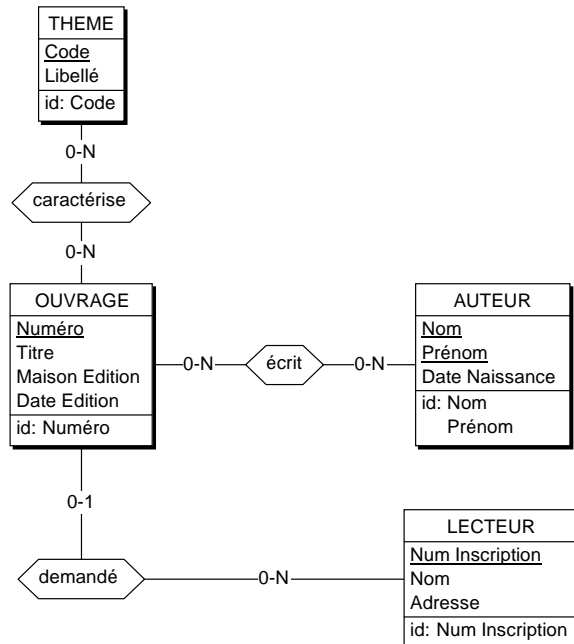 THEME
Code
Libellé
id: Code
0-N
caractérise
0-N
OUVRAGE
Numéro
Titre
Maison Edition
Date Edition
id: Numéro
0-N
écrit
0-N
AUTEUR
Nom
Prénom
Date Naissance
id: Nom
Prénom
0-1
demandé
0-N
LECTEUR
Num Inscription
Nom
Adresse
id: Num Inscription